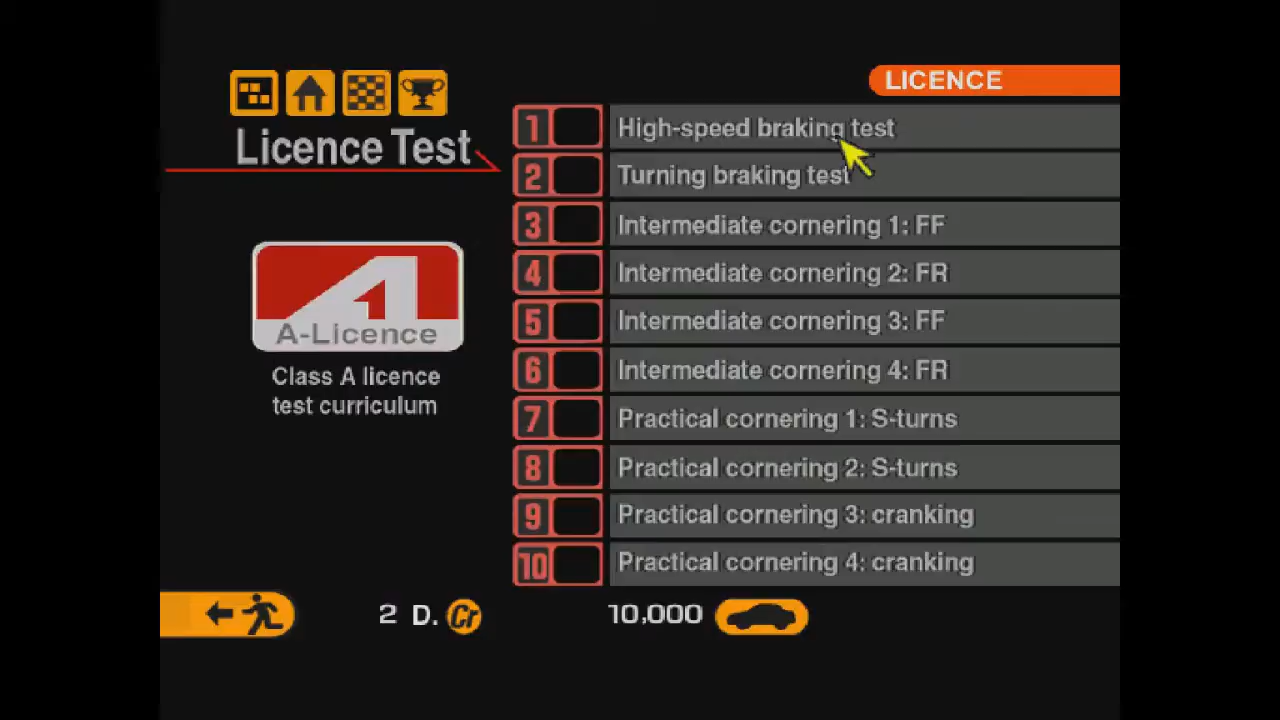 LICENCE
Licence Test
1 High-speed braking test
2 Turning braking test
3 Intermediate cornering 1: FF
4 Intermediate cornering 2: FR
5 Intermediate cornering 3: FF
6 Intermediate cornering 4: FR
7 Practical cornering 1: S-turns
8 Practical cornering 2: S-turns
9 Practical cornering 3: cranking
10 Practical cornering 4: cranking
A-Licence
Class A licence
test curriculum
2 D. Cr 10,000